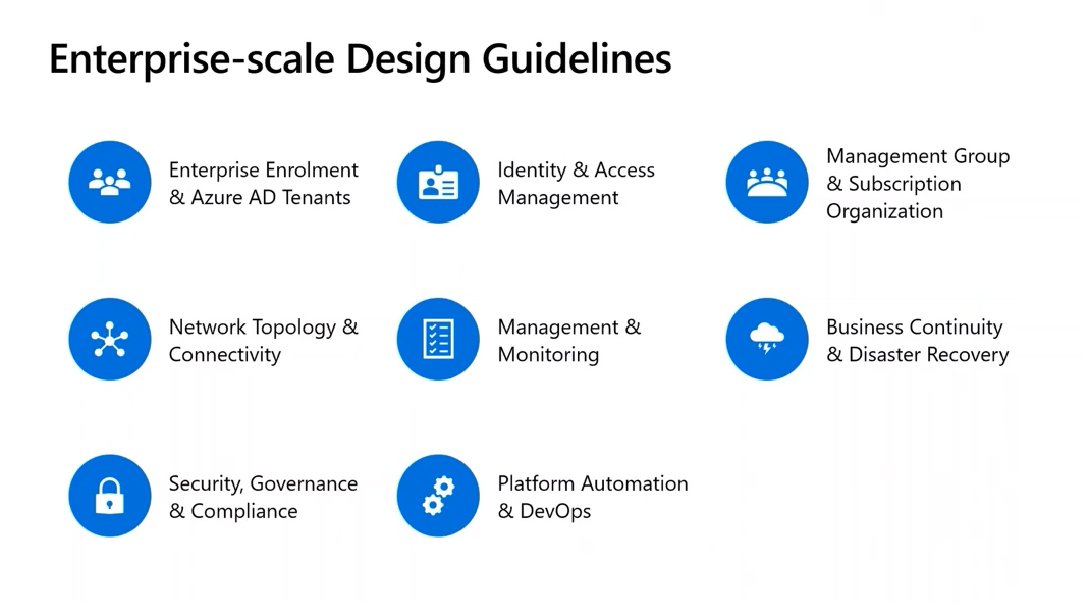 Enterprise-scale Design Guidelines
Enterprise Enrolment
& Azure AD Tenants
Identity & Access
Management
Management Group
& Subscription
Organization
Network Topology &
Connectivity
Management &
Monitoring
Business Continuity
& Disaster Recovery
Security, Governance
& Compliance
Platform Automation
& DevOps